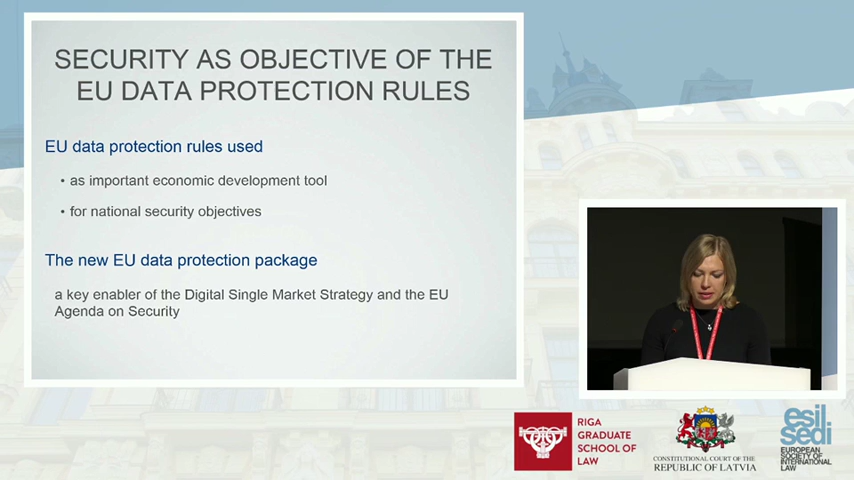 SECURITY AS OBJECTIVE OF THE
EU DATA PROTECTION RULES
EU data protection rules used
• as important economic development tool
• for national security objectives
The new EU data protection package
a key enabler of the Digital Single Market Strategy and the EU
Agenda on Security
RIGA
GRADUATE
SCHOOL OF
LAW
CONSTITUTIONAL COURT OF THE
REPUBLIC OF LATVIA
esil
sedi
EUROPEAN
SOCIETY OF
INTERNATIONAL
LAW